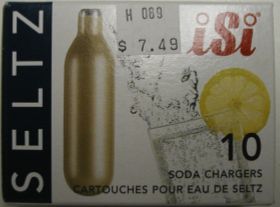 SELTZ
H 069
$ 7.49
iSi
10
SODA CHARGERS
CARTOUCHES POUR EAU DE SELTZ